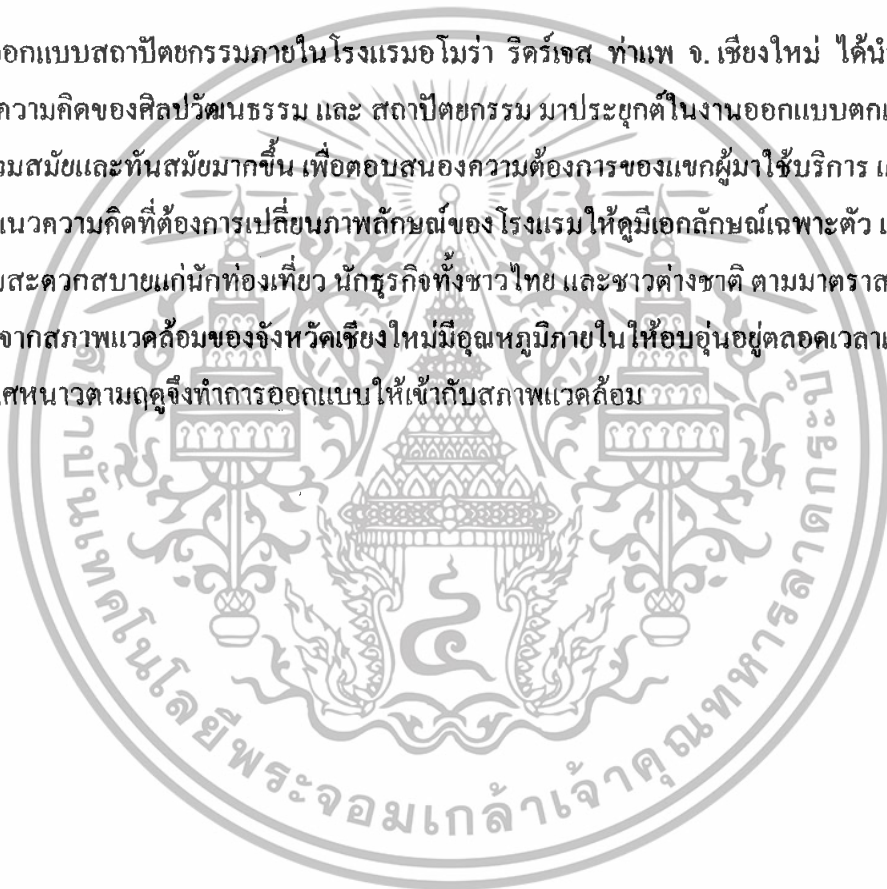 ออกแบบสถาปัตยกรรมภายในโรงแรมอโมร่า ริดร์เจส ท่าแพ จ. เชียงใหม่ ได้นำ
ความคิดของศิลปวัฒนธรรม และ สถาปัตยกรรม มาประยุกต์ในงานออกแบบตกแ
วมสมัยและทันสมัยมากขึ้น เพื่อตอบสนองความต้องการของแขกผู้มาใช้บริการ
แนวความคิดที่ต้องการเปลี่ยนภาพลักษณ์ของโรงแรมให้ดูมีเอกลักษณ์เฉพาะตัว
สะดวกสบายแก่นักท่องเที่ยว นักธุรกิจทั้งชาวไทย และชาวต่างชาติ ตามมาตราส
จากสภาพแวดล้อมของจังหวัดเชียงใหม่มีอุณหภูมิภายในให้อบอุ่นอยู่ตลอดเวลา
ศหนาวตามฤดูจึงทำการออกแบบให้เข้ากับสภาพแวดล้อม
สถาบันเทคโนโลยีพระจอมเกล้าเจ้าคุณทหารลาดกระบัง